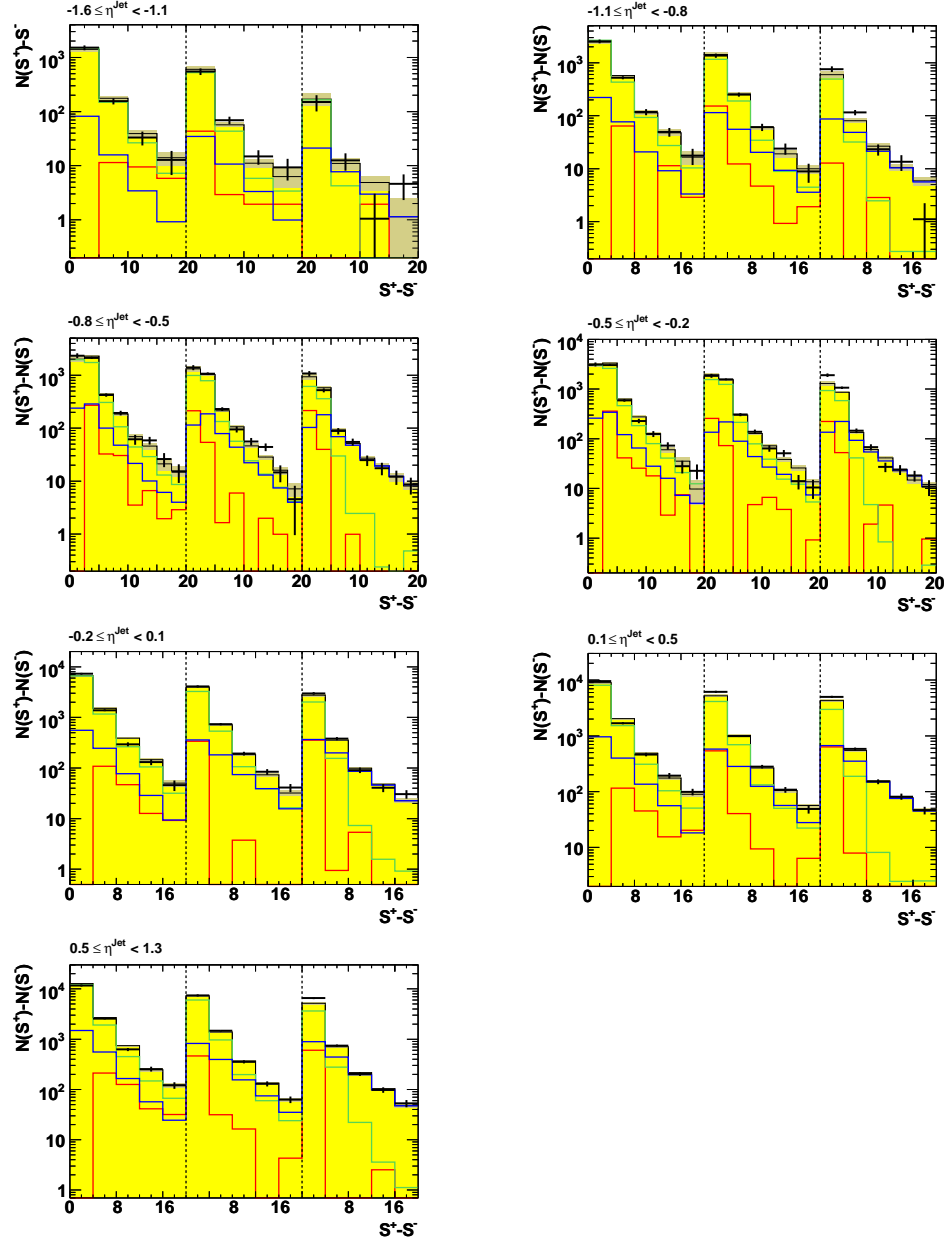 -1.6 ≤ η^Jet < -1.1
N(S⁺)-S⁻
10³
10²
10
1
0 10 20 10 20 10 20
S⁺-S⁻
-1.1 ≤ η^Jet < -0.8
N(S⁺)-N(S⁻)
10³
10²
10
1
0 8 16 8 16 8 16
S⁺-S⁻
-0.8 ≤ η^Jet < -0.5
N(S⁺)-N(S⁻)
10³
10²
10
1
0 10 20 10 20 10 20
S⁺-S⁻
-0.5 ≤ η^Jet < -0.2
N(S⁺)-N(S⁻)
10⁴
10³
10²
10
1
0 10 20 10 20 10 20
S⁺-S⁻
-0.2 ≤ η^Jet < 0.1
N(S⁺)-N(S⁻)
10⁴
10³
10²
10
1
0 8 16 8 16 8 16
S⁺-S⁻
0.1 ≤ η^Jet < 0.5
N(S⁺)-N(S⁻)
10⁴
10³
10²
10
0 8 16 8 16 8 16
S⁺-S⁻
0.5 ≤ η^Jet < 1.3
N(S⁺)-N(S⁻)
10⁴
10³
10²
10
1
0 8 16 8 16 8 16
S⁺-S⁻